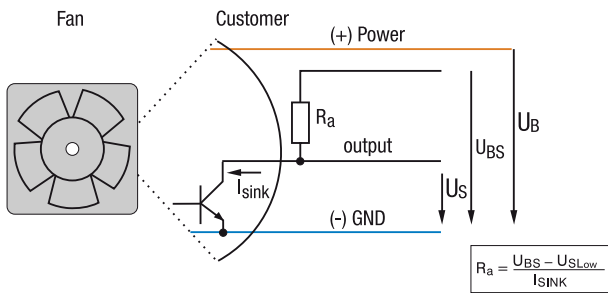 Fan
Customer
(+) Power
Ra
UB
UBS
output
Isink
US
(-) GND
Ra = UBS – USLow
ISINK